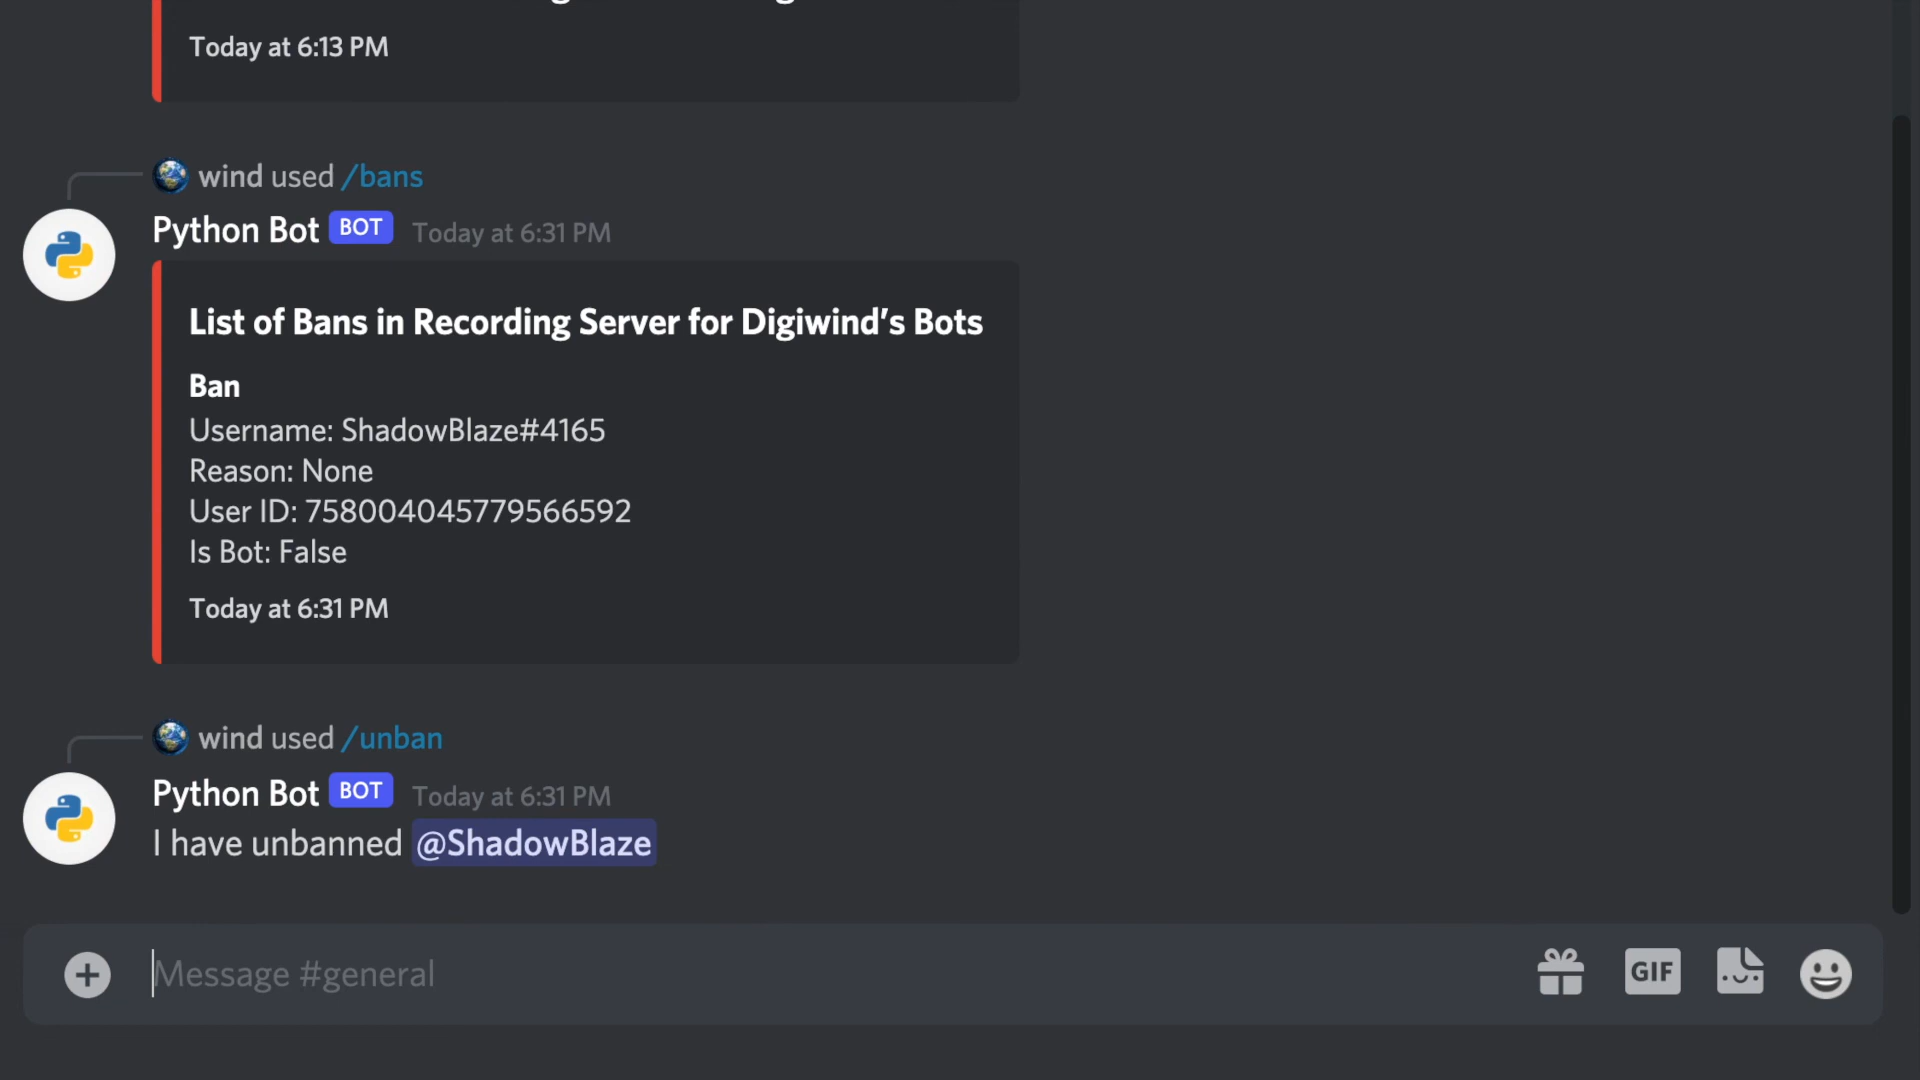 Today at 6:13 PM
wind used /bans
Python Bot BOT Today at 6:31 PM
List of Bans in Recording Server for Digiwind’s Bots
Ban
Username: ShadowBlaze#4165
Reason: None
User ID: 758004045779566592
Is Bot: False
Today at 6:31 PM
wind used /unban
Python Bot BOT Today at 6:31 PM
I have unbanned @ShadowBlaze
Message #general
GIF